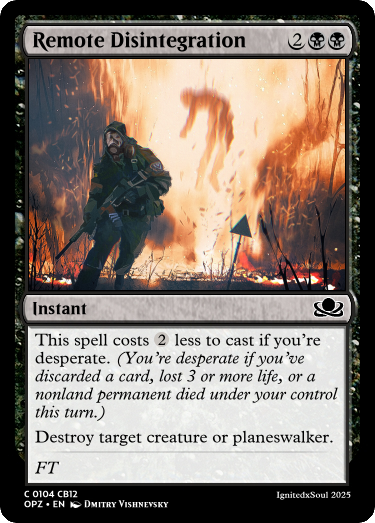 Remote Disintegration 2
Instant
This spell costs 2 less to cast if you're
desperate. (You're desperate if you've
discarded a card, lost 3 or more life, or a
nonland permanent died under your control
this turn.)
Destroy target creature or planeswalker.
FT
C 0104 CB12
OPZ • EN Dmitry Vishnevsky
IgnitedxSoul 2025